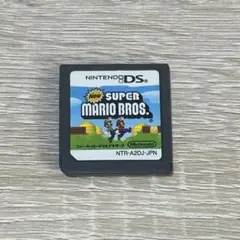 NINTENDO DS
NEW
SUPER
MARIO BROS.
Nintendo
NTR-A2DJ-JPN